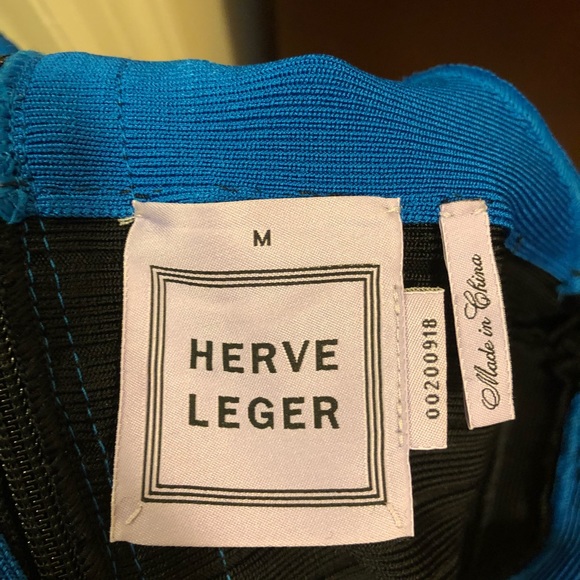 M
HERVE
LEGER
00200918
Made in China